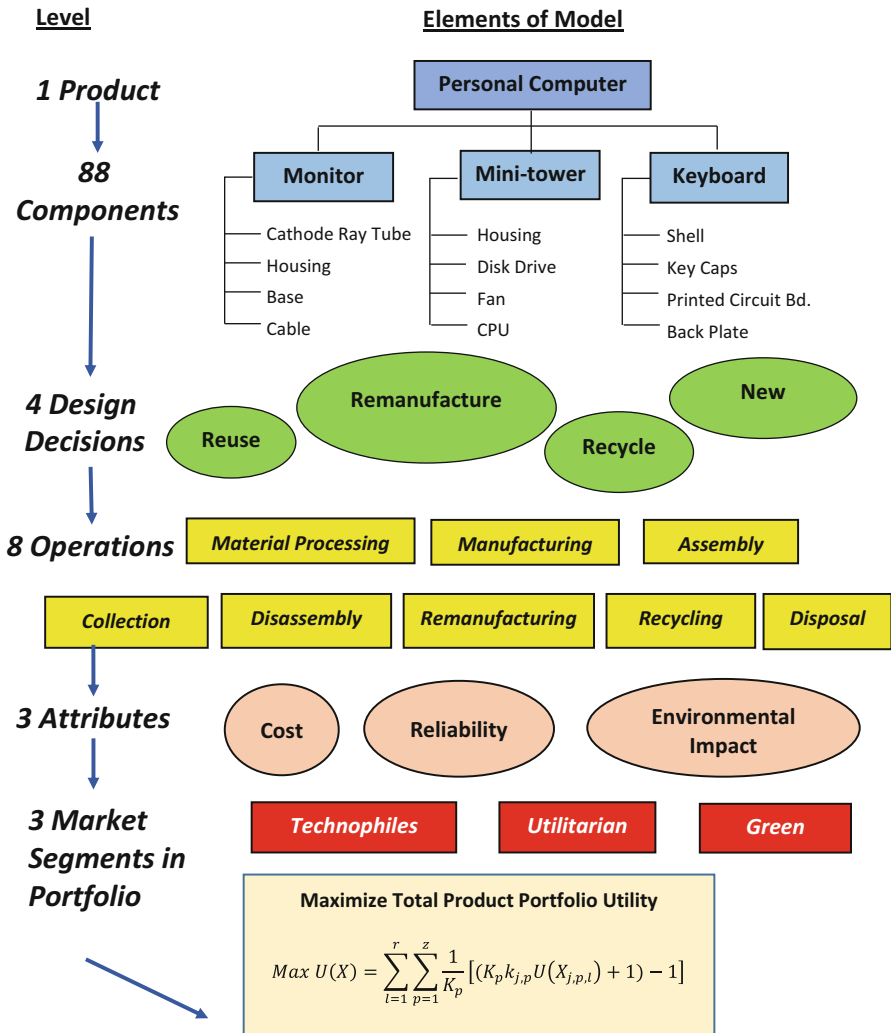 Level
Elements of Model
1 Product
Personal Computer
88
Components
Monitor
Mini-tower
Keyboard
Cathode Ray Tube
Housing
Base
Cable
Housing
Disk Drive
Fan
CPU
Shell
Key Caps
Printed Circuit Bd.
Back Plate
4 Design
Decisions
Reuse
Remanufacture
Recycle
New
8 Operations
Material Processing
Manufacturing
Assembly
Collection
Disassembly
Remanufacturing
Recycling
Disposal
3 Attributes
Cost
Reliability
Environmental
Impact
3 Market
Segments in
Portfolio
Technophiles
Utilitarian
Green
Maximize Total Product Portfolio Utility
$Max\ U(X) = \sum_{l=1}^{r} \sum_{p=1}^{z} \frac{1}{K_p} [(K_p k_{j,p} U(X_{j,p,l}) + 1) - 1]$